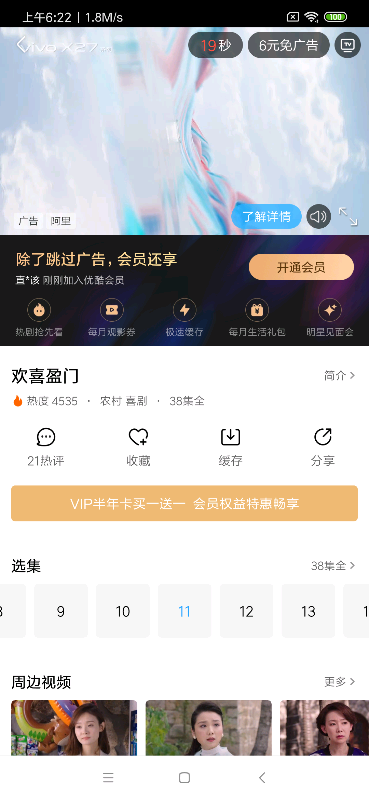 上午6:22 | 1.8M/s
100
vivo X27
19秒
6元免广告
TV
了解详情
广告 阿里
除了跳过广告，会员还享
直*该 刚刚加入优酷会员
开通会员
热剧抢先看
每月观影券
极速缓存
每月生活礼包
明星见面会
欢喜盈门
简介
热度 4535 · 农村 喜剧 · 38集全
21热评
收藏
缓存
分享
VIP半年卡买一送一 会员权益特惠畅享
选集
38集全
9
10
11
12
13
周边视频
更多